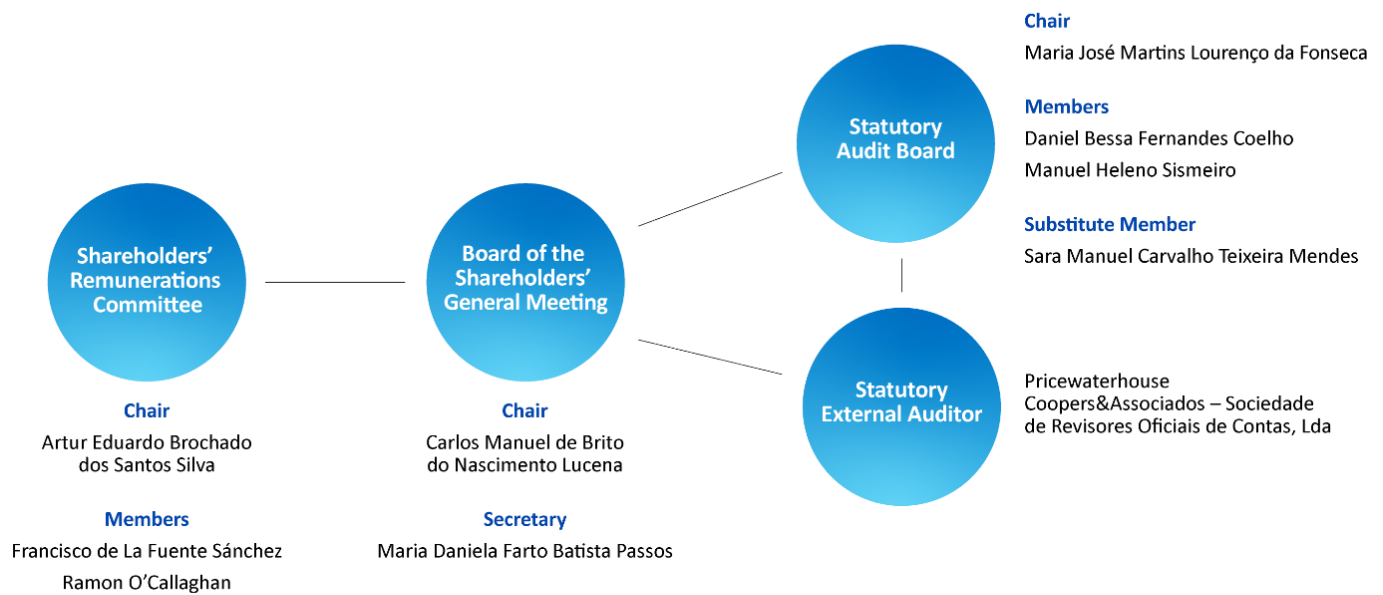 Shareholders'
Remunerations
Committee
Chair
Artur Eduardo Brochado
dos Santos Silva
Members
Francisco de La Fuente Sánchez
Ramon O'Callaghan
Board of the
Shareholders'
General Meeting
Chair
Carlos Manuel de Brito
do Nascimento Lucena
Secretary
Maria Daniela Farto Batista Passos
Statutory
Audit Board
Chair
Maria José Martins Lourenço da Fonseca
Members
Daniel Bessa Fernandes Coelho
Manuel Heleno Sismeiro
Substitute Member
Sara Manuel Carvalho Teixeira Mendes
Statutory
External Auditor
Pricewaterhouse
Coopers&Associados – Sociedade
de Revisores Oficiais de Contas, Lda